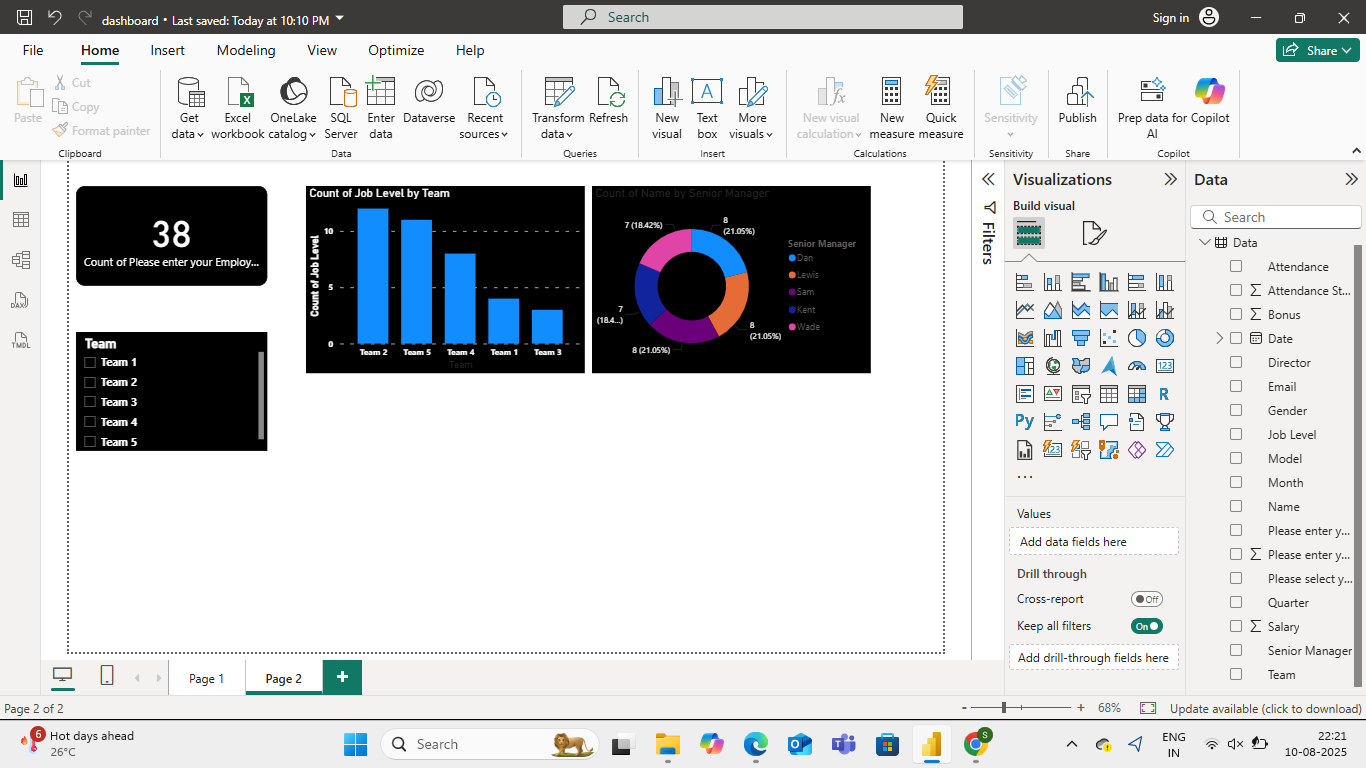 dashboard • Last saved: Today at 10:10 PM
Search
Sign in
File
Home
Insert
Modeling
View
Optimize
Help
Share
Paste
Cut
Copy
Format painter
Clipboard
Get data
Excel workbook
OneLake catalog
SQL Server
Enter data
Dataverse
Recent sources
Data
Transform data
Refresh
Queries
New visual
Text box
More visuals
Insert
New visual calculation
New measure
Quick measure
Calculations
Sensitivity
Sensitivity
Publish
Share
Prep data for AI
Copilot
Copilot
38
Count of Please enter your Employ...
Team
Team 1
Team 2
Team 3
Team 4
Team 5
Count of Job Level by Team
Count of Job Level
10
5
0
Team 2
Team 5
Team 4
Team 1
Team 3
Team
Count of Name by Senior Manager
7 (18.42%)
8 (21.05%)
7 (18.4...)
8 (21.05%)
8 (21.05%)
Senior Manager
Dan
Lewis
Sam
Kent
Wade
Filters
Visualizations
Build visual
123
R
Py
123
...
Values
Add data fields here
Drill through
Cross-report
Off
Keep all filters
On
Add drill-through fields here
Data
Search
Data
Attendance
Attendance St...
Bonus
Date
Director
Email
Gender
Job Level
Model
Month
Name
Please enter y...
Please enter y...
Please select y...
Quarter
Salary
Senior Manager
Team
DAX
TMDL
Page 1
Page 2
+
Page 2 of 2
- + 68%
Update available (click to download)
6
Hot days ahead
26°C
Search
S
ENG
IN
22:21
10-08-2025